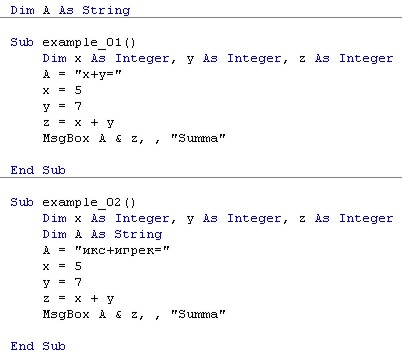 Dim A As String
Sub example_01()
Dim x As Integer, y As Integer, z As Integer
A = "x+y="
x = 5
y = 7
z = x + y
MsgBox A & z, , "Summa"
End Sub
Sub example_02()
Dim x As Integer, y As Integer, z As Integer
Dim A As String
A = "икс+игрек="
x = 5
y = 7
z = x + y
MsgBox A & z, , "Summa"
End Sub